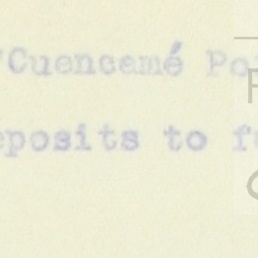 "Cuencamé Po
eposits to f